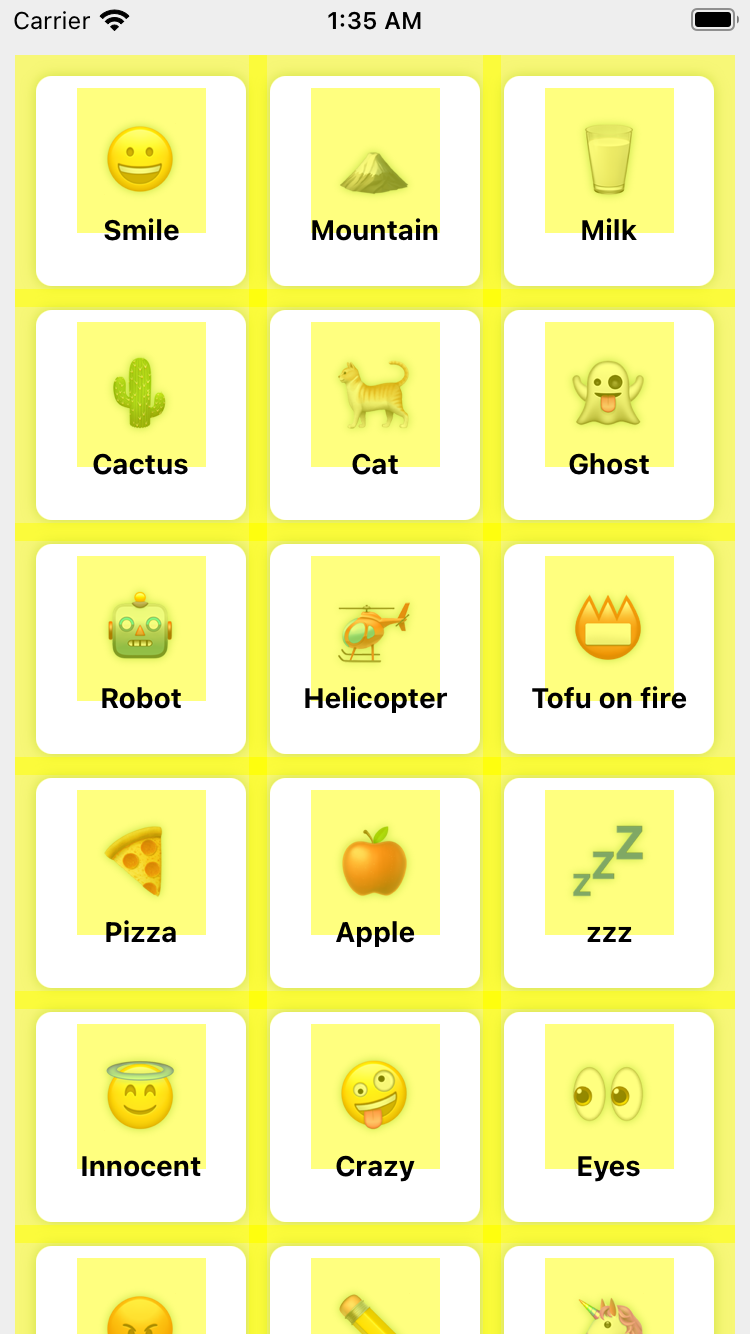 Carrier 1:35 AM
Smile Mountain Milk
Cactus Cat Ghost
Robot Helicopter Tofu on fire
Pizza Apple zzz
Innocent Crazy Eyes